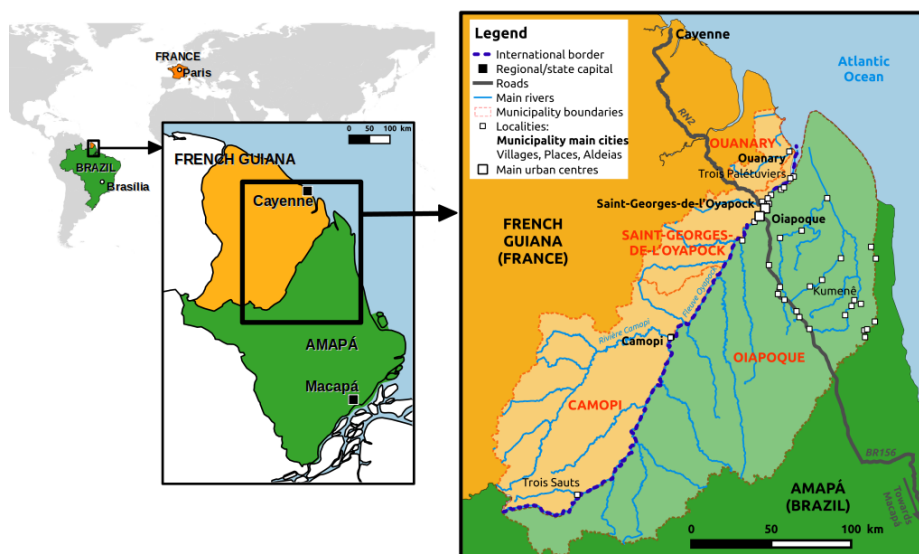 FRANCE
Paris
BRAZIL
Brasília
0 50 100 km
FRENCH GUIANA
Cayenne
AMAPÁ
Macapá
Legend
International border
Regional/state capital
Roads
Main rivers
Municipality boundaries
Localities:
Municipality main cities
Villages, Places, Aldeias
Main urban centres
Cayenne
Atlantic
Ocean
RN2
OUANARY
Ouanary
Trois Palétuviers
Saint-Georges-de-l'Oyapock
Oiapoque
FRENCH
GUIANA
(FRANCE)
SAINT-GEORGES-
DE-L'OYAPOCK
Fleuve Oyapock
Kumenê
Rivière Camopi
Camopi
OIAPOQUE
CAMOPI
BR156
Trois Sauts
AMAPÁ
(BRAZIL)
Towards
Macapá
0 50 100 km